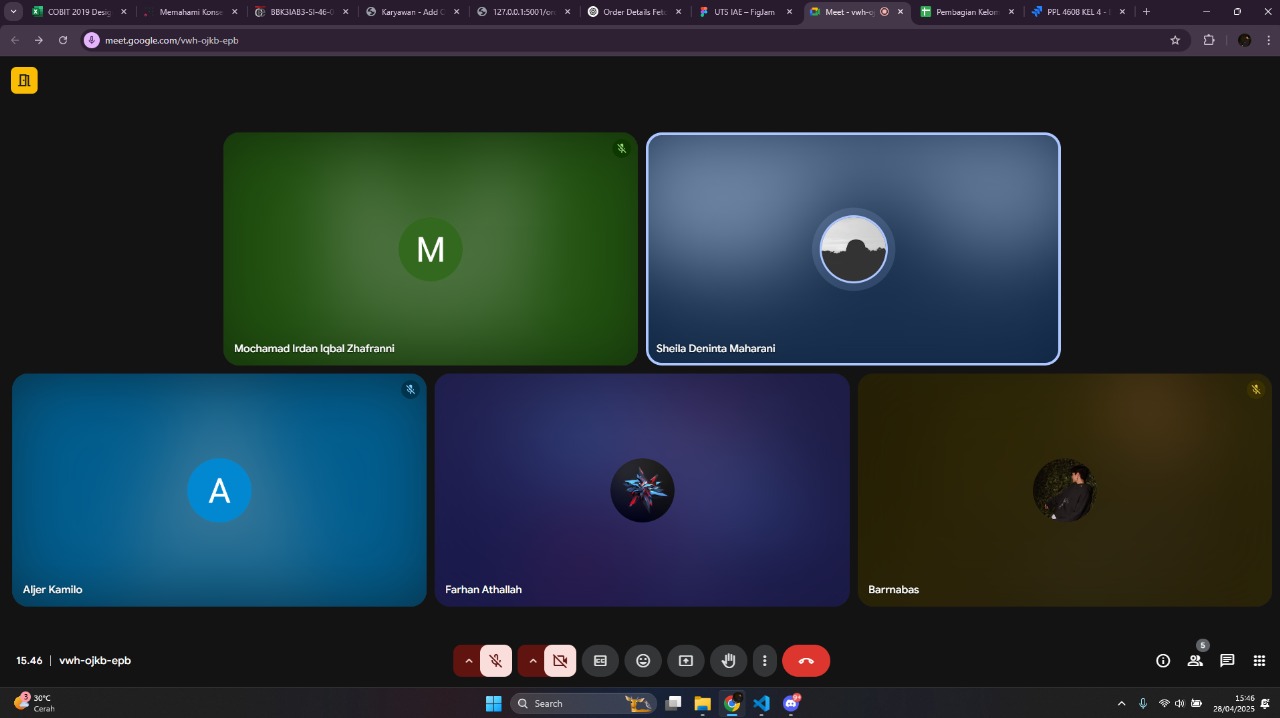 COBIT 2019 Desig
Memahami Konse
BBK3IAB3-SI-46-0
Karyawan - Add C
127.0.0.1:5001/ord
Order Details Fetc
UTS IAE – FigJam
Meet - vwh-oj
Pembagian Kelom
PPL 4608 KEL 4 -
meet.google.com/vwh-ojkb-epb
M
Mochamad Irdan Iqbal Zhafranni
Sheila Deninta Maharani
A
Aljer Kamilo
Farhan Athallah
Barrnabas
15.46 | vwh-ojkb-epb
5
3
30°C
Cerah
Search
15:46
28/04/2025